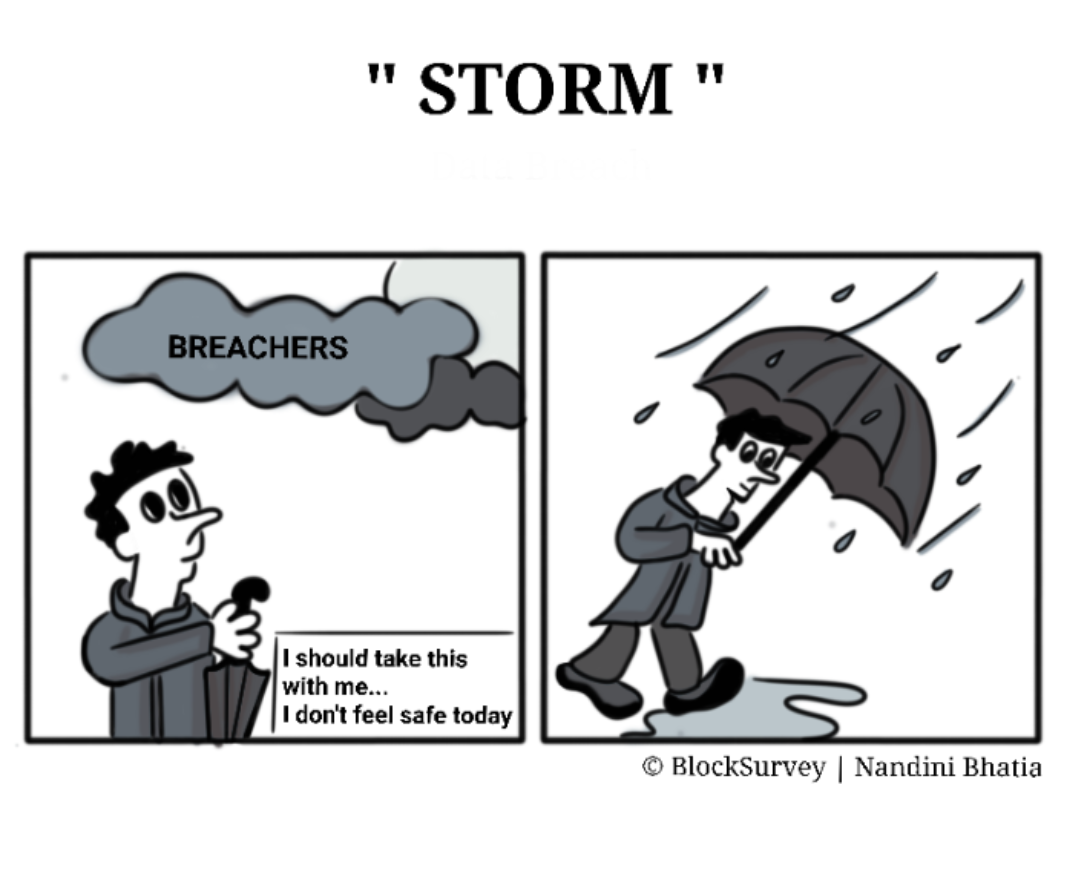 " STORM "
BREACHERS
I should take this
with me...
I don't feel safe today
© BlockSurvey | Nandini Bhatia